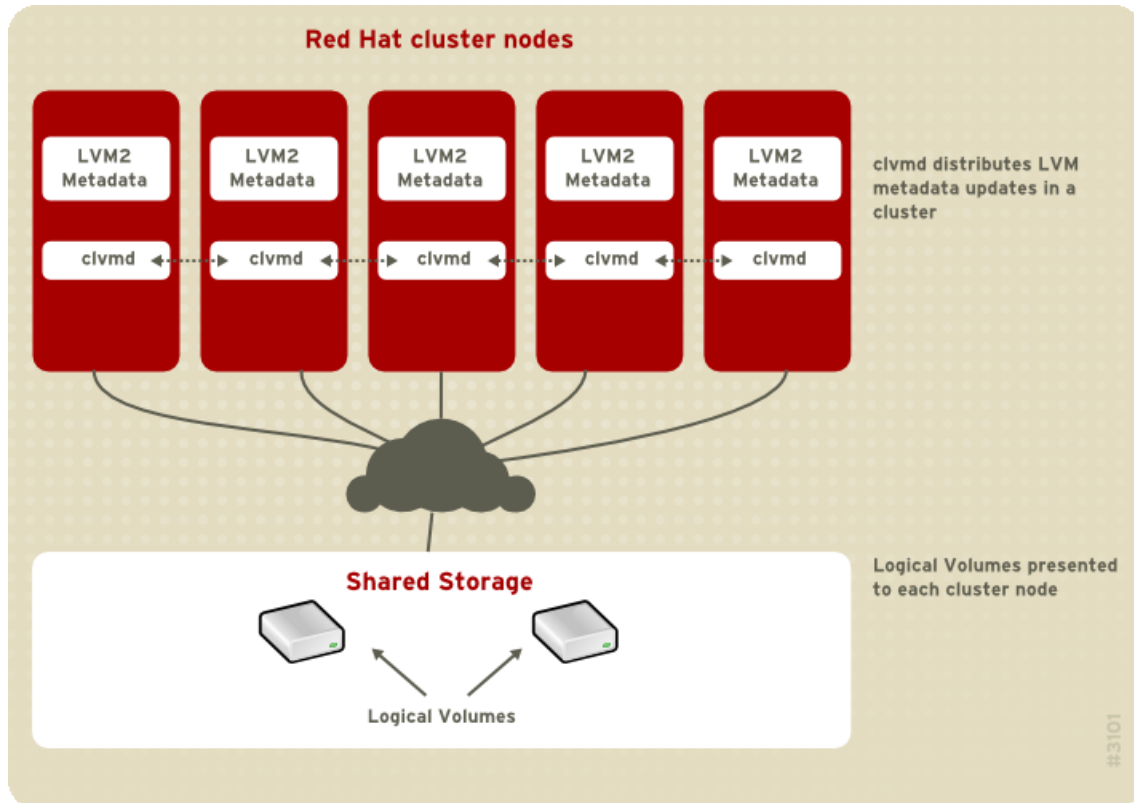 Red Hat cluster nodes
LVM2
Metadata
LVM2
Metadata
LVM2
Metadata
LVM2
Metadata
LVM2
Metadata
clvmd distributes LVM
metadata updates in a
cluster
clvmd
clvmd
clvmd
clvmd
clvmd
Shared Storage
Logical Volumes presented
to each cluster node
Logical Volumes
#3101